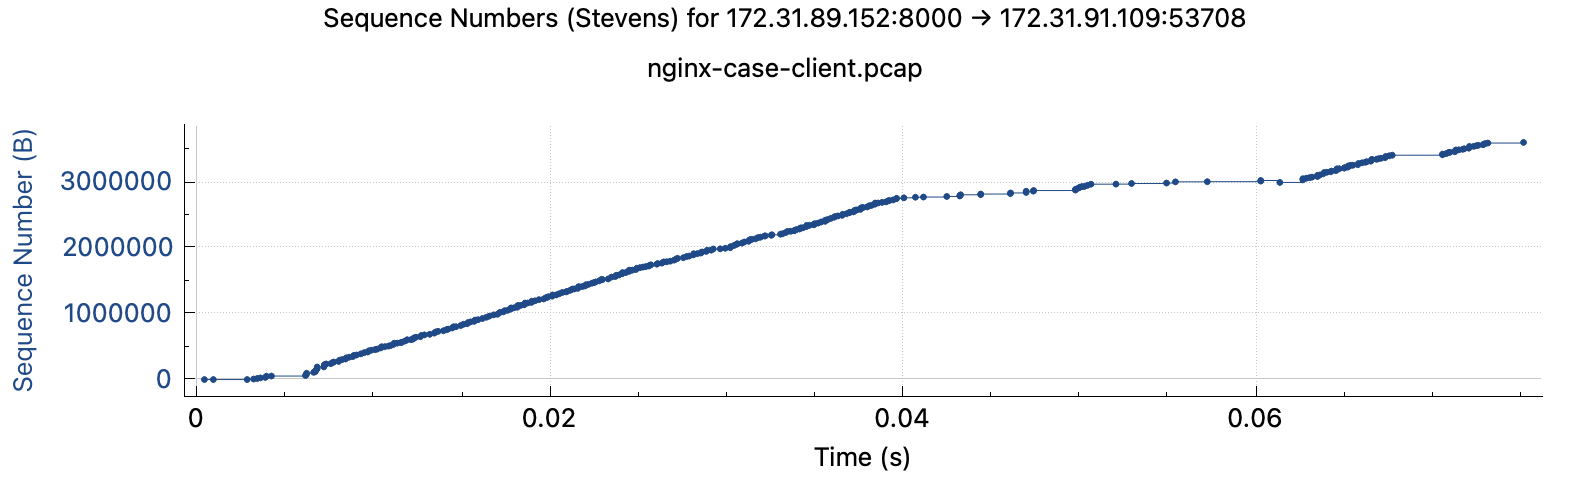 Sequence Numbers (Stevens) for 172.31.89.152:8000 → 172.31.91.109:53708
nginx-case-client.pcap
Sequence Number (B)
3000000
2000000
1000000
0
0 0.02 0.04 0.06
Time (s)